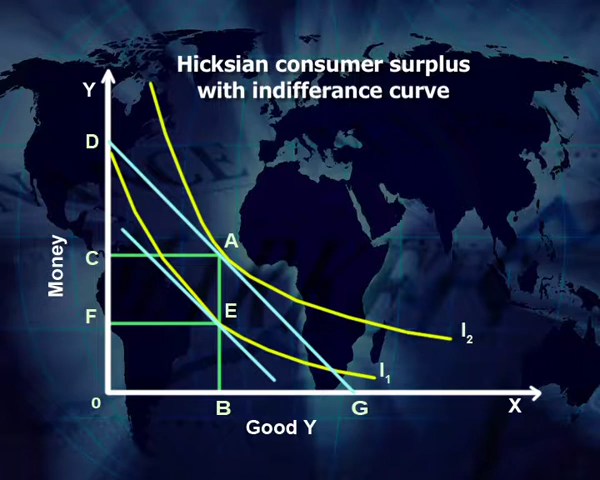 Hicksian consumer surplus
with indifferance curve
Y
D
A
C
Money
E
F
I2
I1
0
B
G
X
Good Y